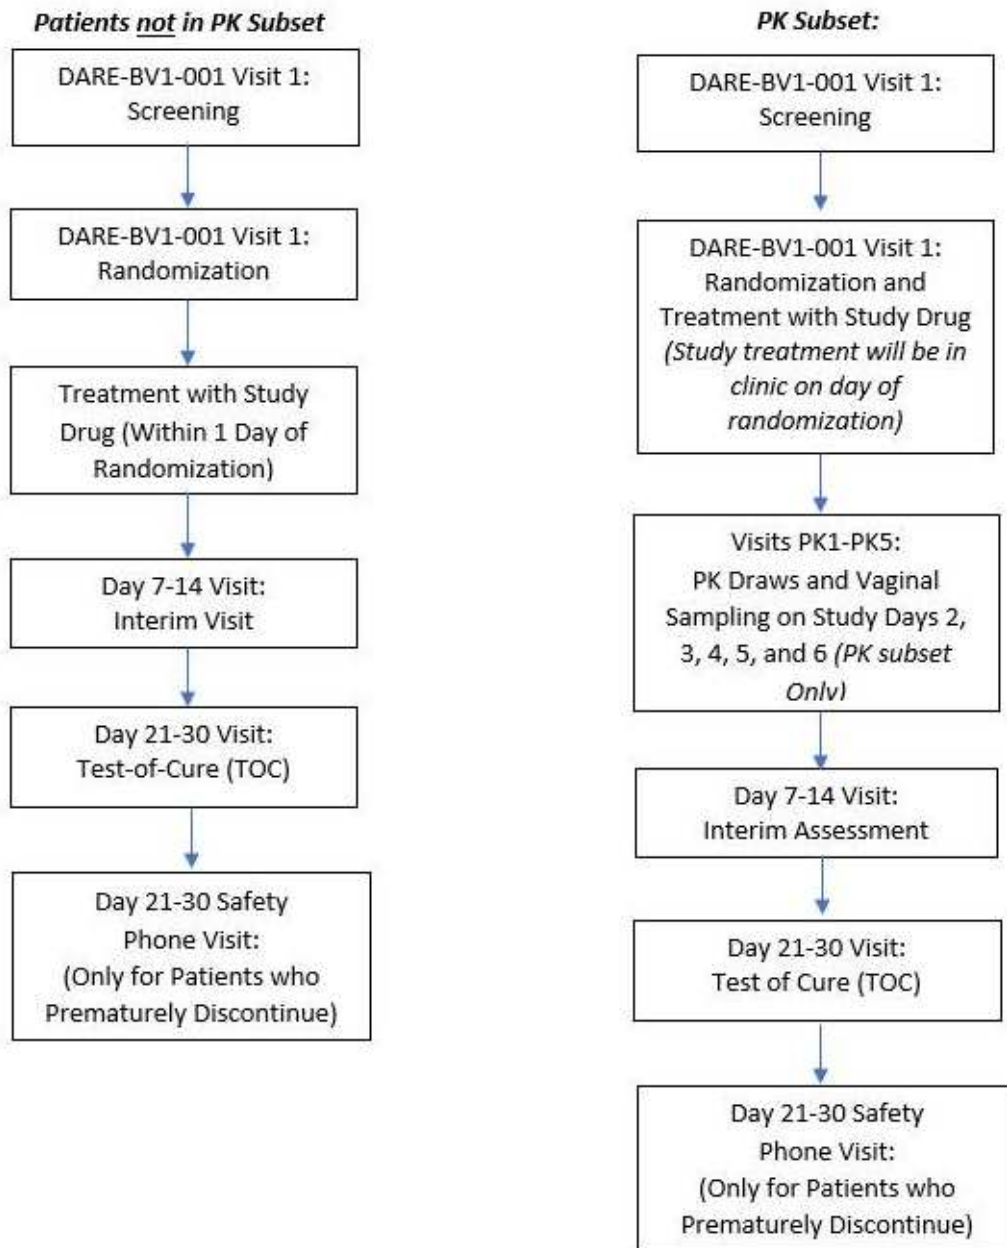 Patients not in PK Subset
DARE-BV1-001 Visit 1:
Screening
DARE-BV1-001 Visit 1:
Randomization
Treatment with Study
Drug (Within 1 Day of
Randomization)
Day 7-14 Visit:
Interim Visit
Day 21-30 Visit:
Test-of-Cure (TOC)
Day 21-30 Safety
Phone Visit:
(Only for Patients who
Prematurely Discontinue)
PK Subset:
DARE-BV1-001 Visit 1:
Screening
DARE-BV1-001 Visit 1:
Randomization and
Treatment with Study Drug
(Study treatment will be in
clinic on day of
randomization)
Visits PK1-PK5:
PK Draws and Vaginal
Sampling on Study Days 2,
3, 4, 5, and 6 (PK subset
Only)
Day 7-14 Visit:
Interim Assessment
Day 21-30 Visit:
Test of Cure (TOC)
Day 21-30 Safety
Phone Visit:
(Only for Patients who
Prematurely Discontinue)